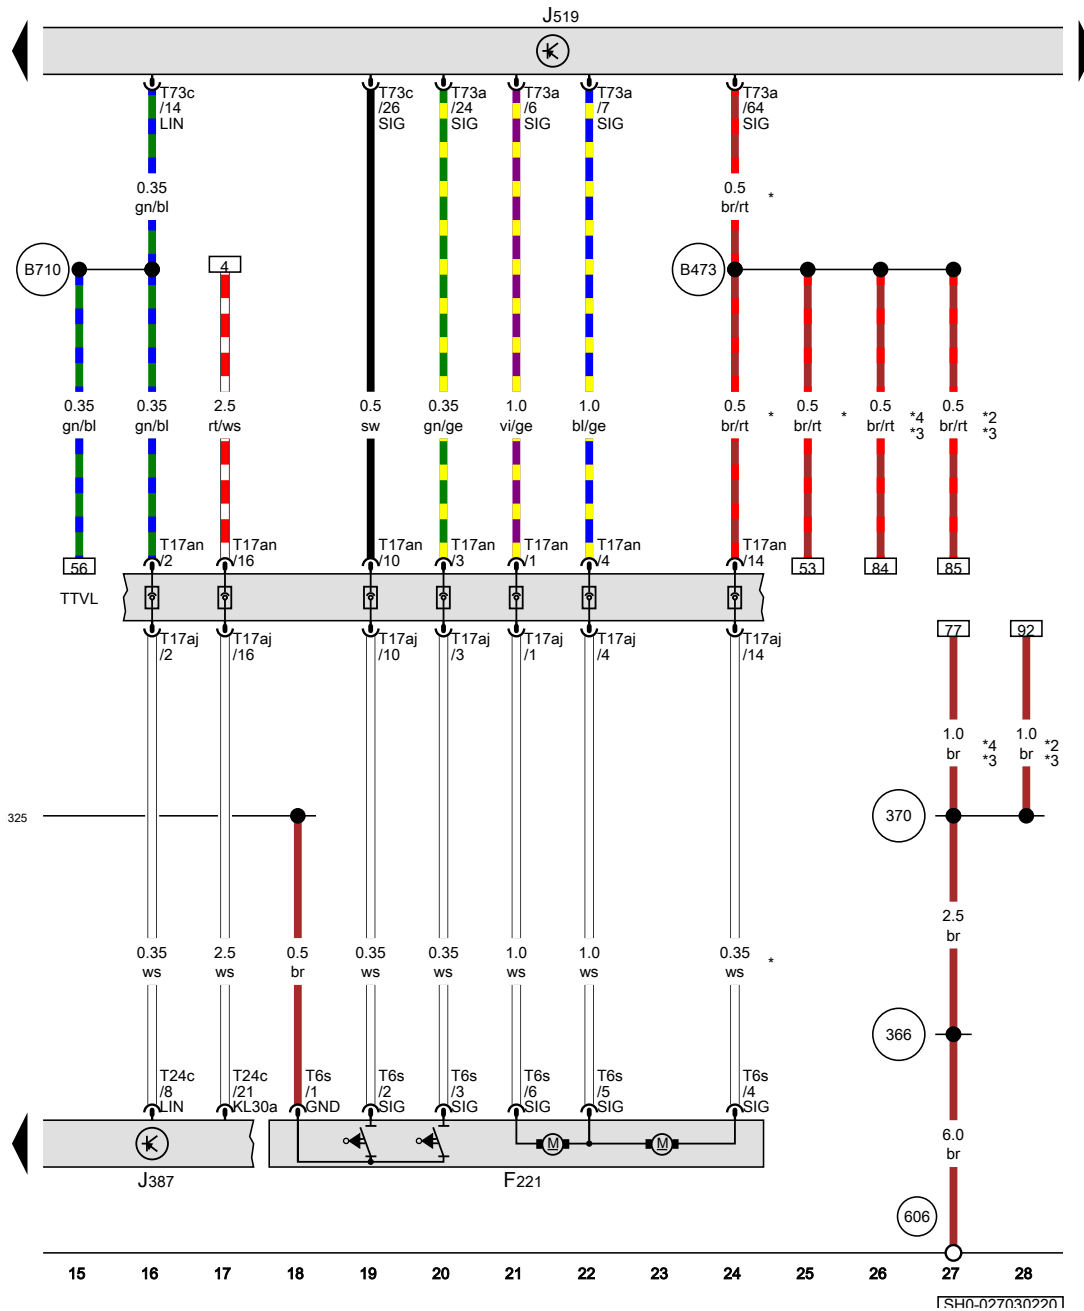 J519
T73c
/14
LIN
T73c
/26
SIG
T73a
/24
SIG
T73a
/6
SIG
T73a
/7
SIG
T73a
/64
SIG
0.35
gn/bl
0.5
br/rt
*
B710
4
B473
0.35
gn/bl
0.35
gn/bl
2.5
rt/ws
0.5
sw
0.35
gn/ge
1.0
vi/ge
1.0
bl/ge
0.5
br/rt
*
0.5
br/rt
*
0.5
br/rt
*4
*3
0.5
br/rt
*2
*3
T17an
/2
T17an
/16
T17an
/10
T17an
/3
T17an
/1
T17an
/4
T17an
/14
56
53
84
85
TTVL
T17aj
/2
T17aj
/16
T17aj
/10
T17aj
/3
T17aj
/1
T17aj
/4
T17aj
/14
77
92
1.0
br
*4
*3
1.0
br
*2
*3
325
370
2.5
br
0.35
ws
2.5
ws
0.5
br
0.35
ws
0.35
ws
1.0
ws
1.0
ws
0.35
ws
*
366
T24c
/8
LIN
T24c
/21
KL30a
T6s
/1
GND
T6s
/2
SIG
T6s
/3
SIG
T6s
/6
SIG
T6s
/5
SIG
T6s
/4
SIG
M
M
6.0
br
J387
F221
606
15 16 17 18 19 20 21 22 23 24 25 26 27 28
SH0-027030220